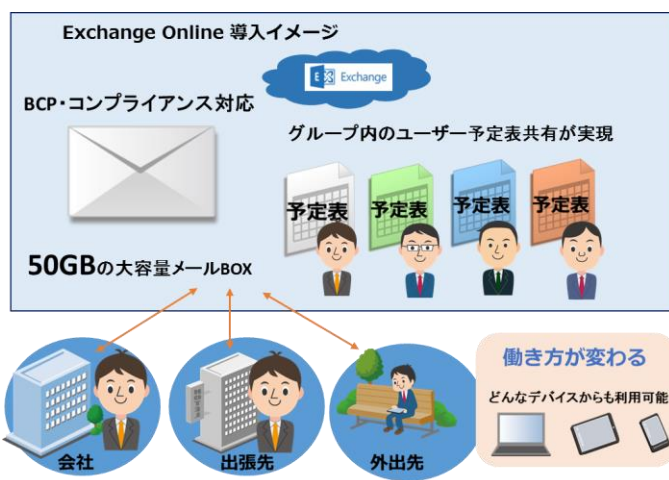 Exchange Online 導入イメージ
E Exchange
BCP・コンプライアンス対応
グループ内のユーザー予定表共有が実現
予定表
予定表
予定表
予定表
50GBの大容量メールBOX
働き方が変わる
どんなデバイスからも利用可能
会社
出張先
外出先